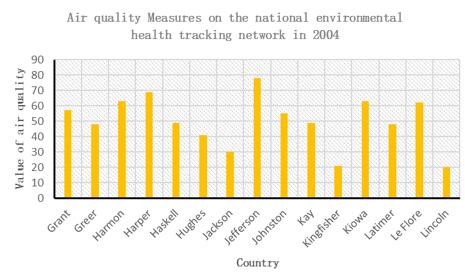 Air quality Measures on the national environmental
health tracking network in 2004
Value of air quality
90
80
70
60
50
40
30
20
10
0
Grant
Greer
Harmon
Harper
Haskell
Hughes
Jackson
Jefferson
Johnston
Kay
Kingfisher
Kiowa
Latimer
Le Flore
Lincoln
Country